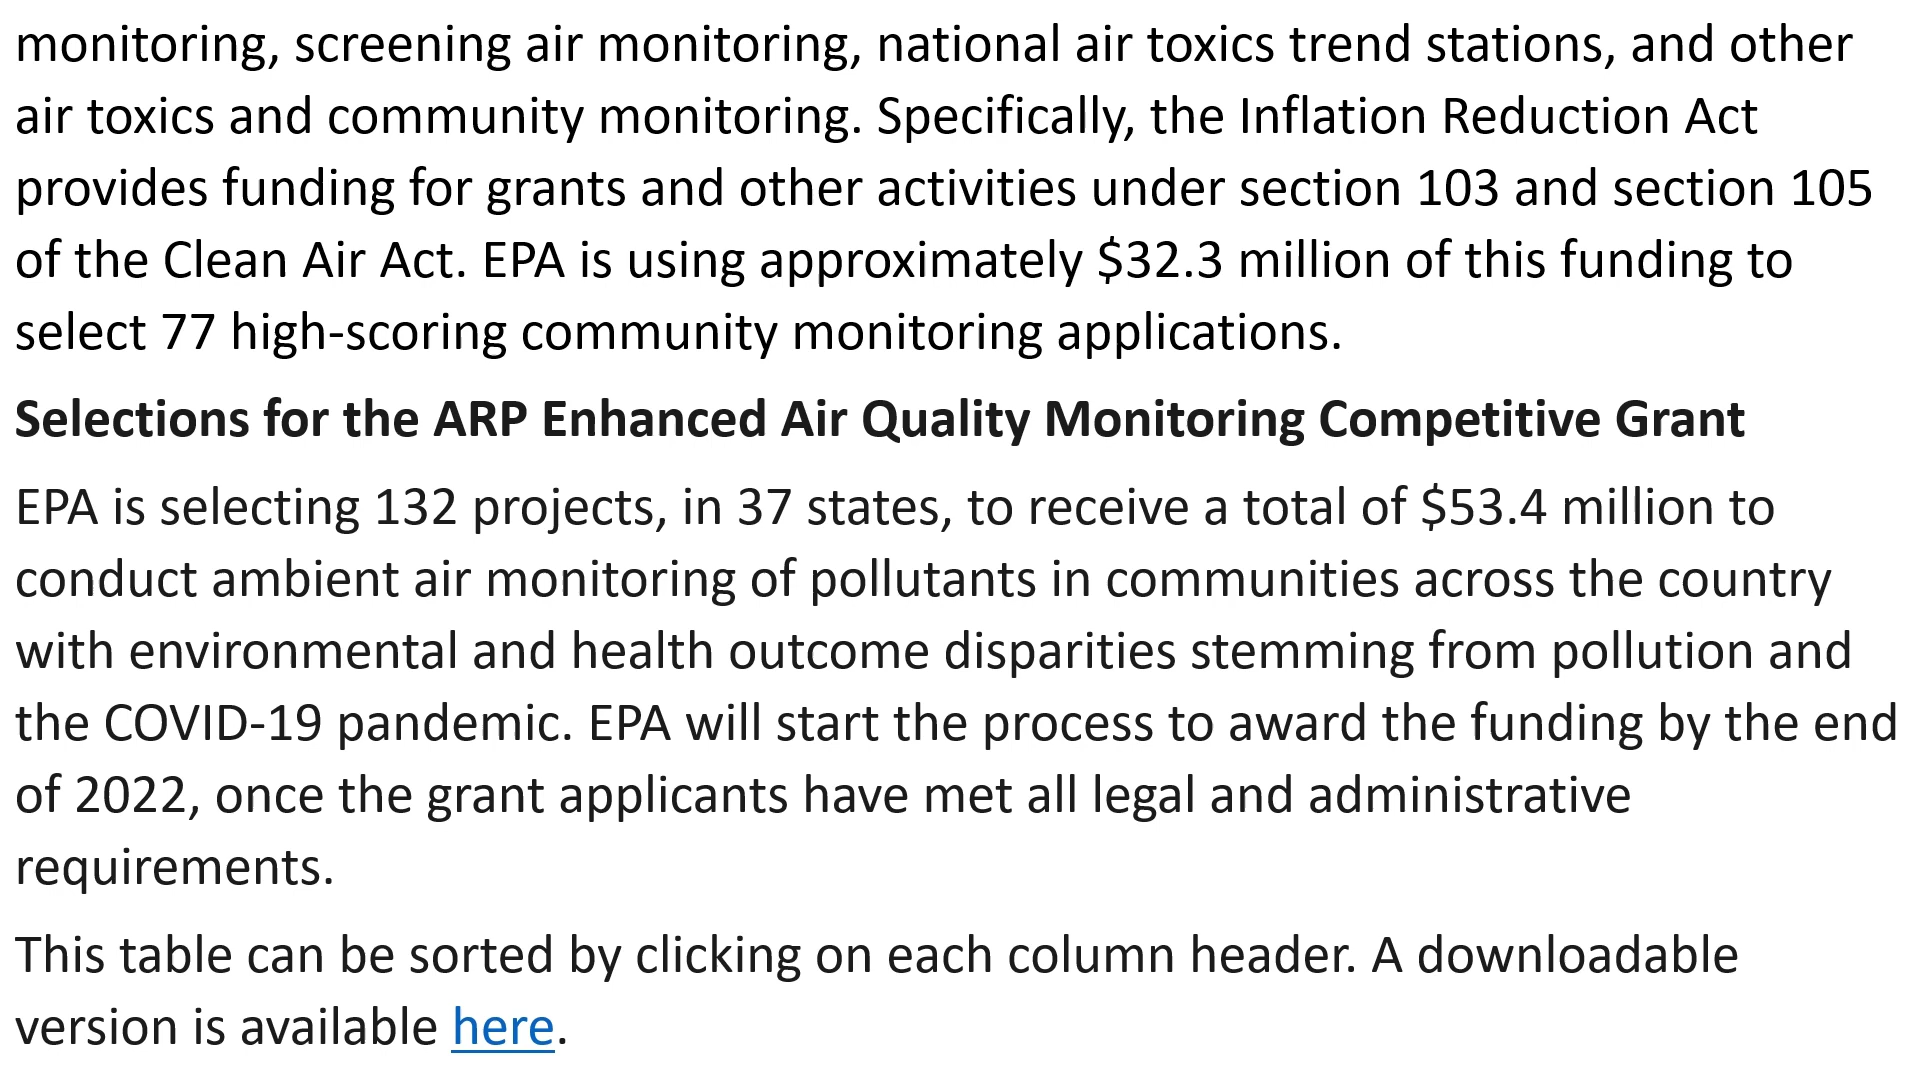 monitoring, screening air monitoring, national air toxics trend stations, and other
air toxics and community monitoring. Specifically, the Inflation Reduction Act
provides funding for grants and other activities under section 103 and section 105
of the Clean Air Act. EPA is using approximately $32.3 million of this funding to
select 77 high-scoring community monitoring applications.
Selections for the ARP Enhanced Air Quality Monitoring Competitive Grant
EPA is selecting 132 projects, in 37 states, to receive a total of $53.4 million to
conduct ambient air monitoring of pollutants in communities across the country
with environmental and health outcome disparities stemming from pollution and
the COVID-19 pandemic. EPA will start the process to award the funding by the end
of 2022, once the grant applicants have met all legal and administrative
requirements.
This table can be sorted by clicking on each column header. A downloadable
version is available here.